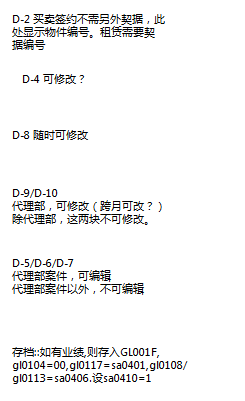 D-2 买卖签约不需另外契据，此
处显示物件编号。租赁需要契
据编号
D-4 可修改？
D-8 随时可修改
D-9/D-10
代理部，可修改（跨月可改？）
除代理部，这两块不可修改。
D-5/D-6/D-7
代理部案件，可编辑
代理部案件以外，不可编辑
存档::如有业绩,则存入GL001F,
gl0104=00,gl0117=sa0401,gl0108/
gl0113=sa0406.设sa0410=1